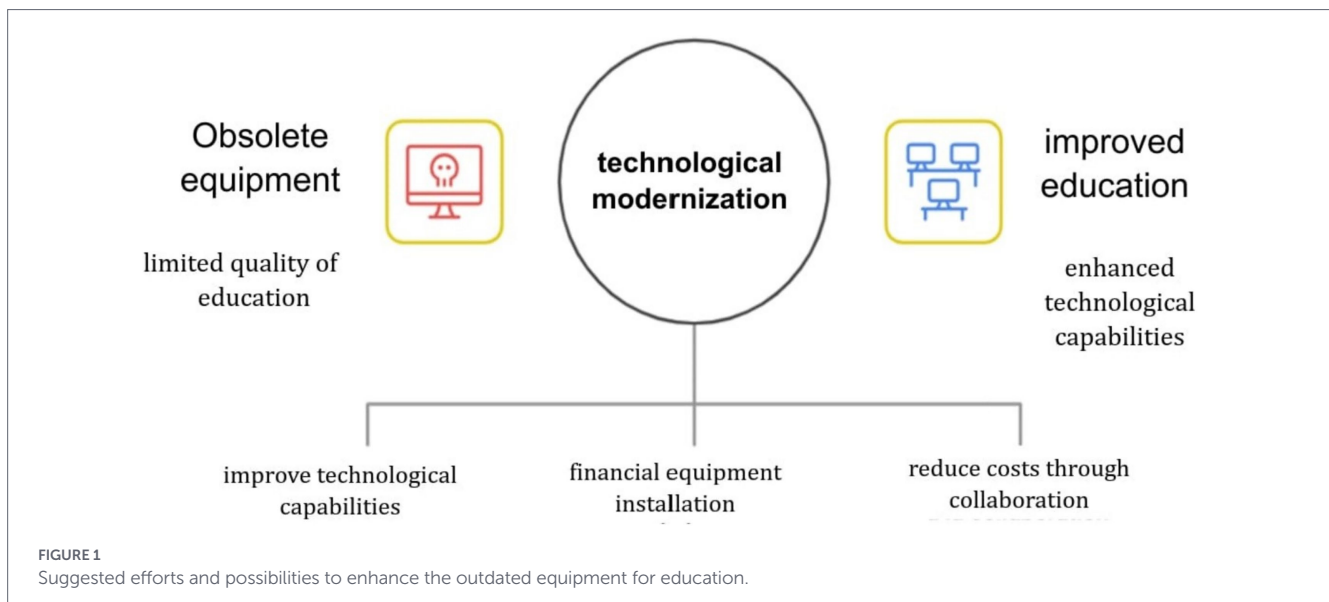 Obsolete
equipment
limited quality of
education
technological
modernization
improved
education
enhanced
technological
capabilities
improve technological
capabilities
financial equipment
installation
reduce costs through
collaboration
FIGURE 1
Suggested efforts and possibilities to enhance the outdated equipment for education.